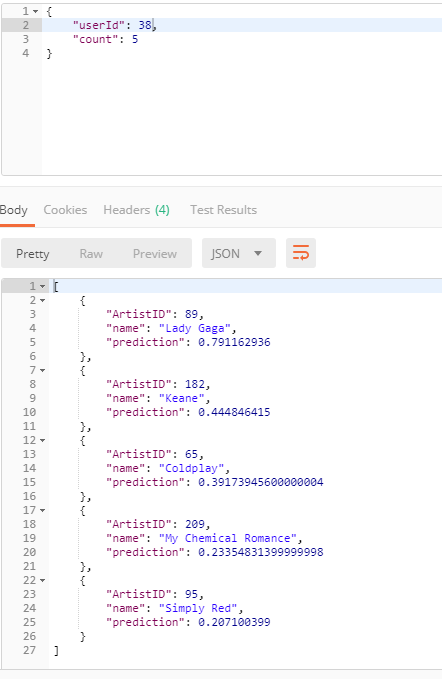 1 {
2 "userId": 38,
3 "count": 5
4 }
Body Cookies Headers (4) Test Results
Pretty Raw Preview JSON
1 [
2 {
3 "ArtistID": 89,
4 "name": "Lady Gaga",
5 "prediction": 0.791162936
6 },
7 {
8 "ArtistID": 182,
9 "name": "Keane",
10 "prediction": 0.444846415
11 },
12 {
13 "ArtistID": 65,
14 "name": "Coldplay",
15 "prediction": 0.39173945600000004
16 },
17 {
18 "ArtistID": 209,
19 "name": "My Chemical Romance",
20 "prediction": 0.23354831399999998
21 },
22 {
23 "ArtistID": 95,
24 "name": "Simply Red",
25 "prediction": 0.207100399
26 }
27 ]